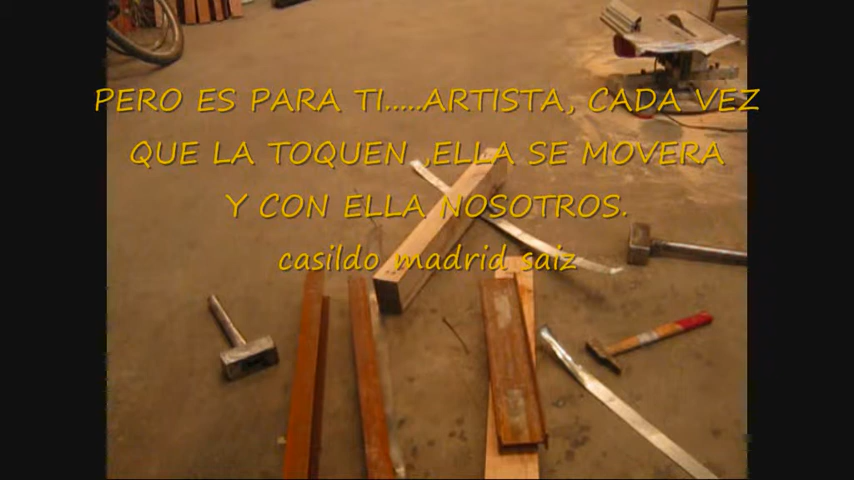 PERO ES PARA TI.....ARTISTA, CADA VEZ
QUE LA TOQUEN ,ELLA SE MOVERA
Y CON ELLA NOSOTROS.
casildo madrid saiz